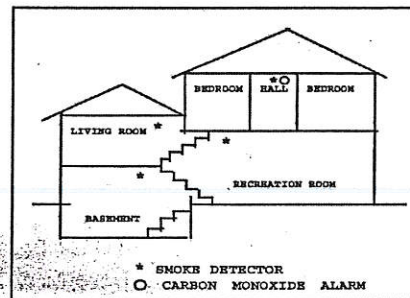 BEDROOM HALL BEDROOM
LIVING ROOM
RECREATION ROOM
BASEMENT
* SMOKE DETECTOR
O CARBON MONOXIDE ALARM